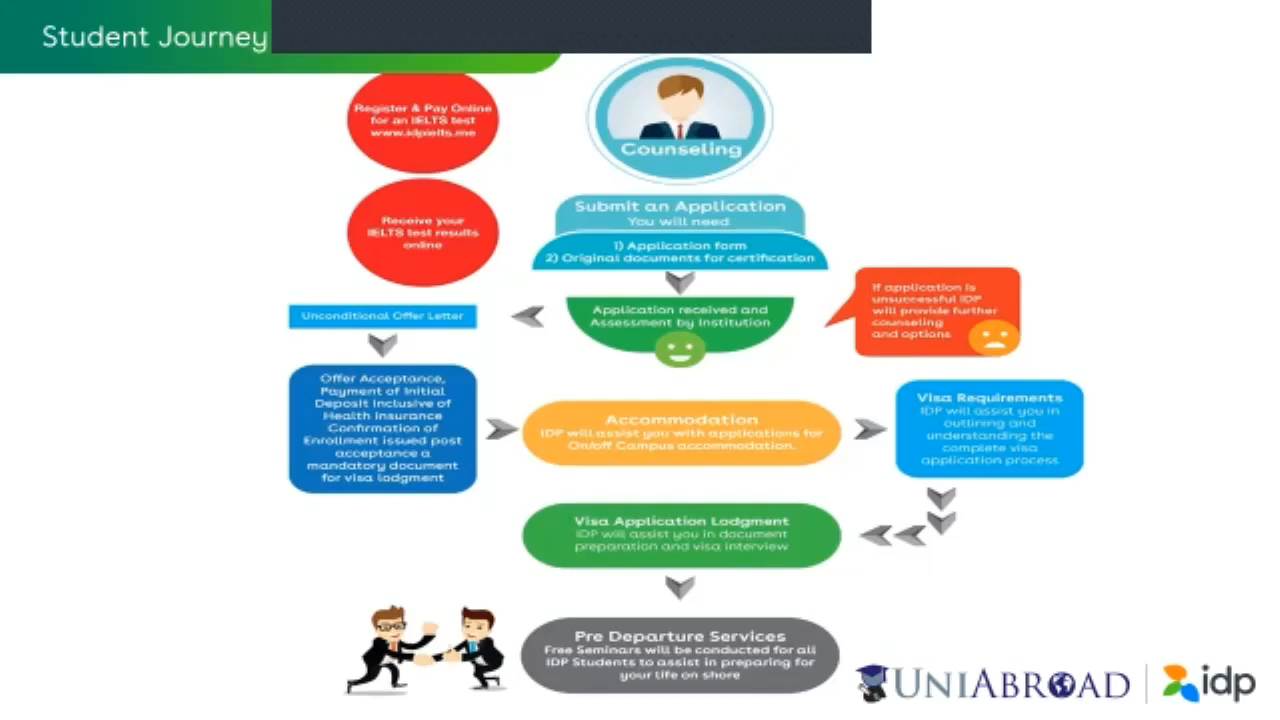 Student Journey
Register & Pay Online
for an IELTS test
www.idpielts.me
Counseling
Receive your
IELTS test results
online
Submit an Application
You will need
1) Application form
2) Original documents for certification
Unconditional Offer Letter
Application received and
Assessment by Institution
If application is
unsuccessful IDP
will provide further
counseling
and options
Offer Acceptance,
Payment of Initial
Deposit inclusive of
Health Insurance
Confirmation of
Enrollment issued post
acceptance a
mandatory document
for visa lodgment
Accommodation
IDP will assist you with applications for
On/off Campus accommodation.
Visa Requirements
IDP will assist you in
outlining and
understanding the
complete visa
application process
Visa Application Lodgment
IDP will assist you in document
preparation and visa interview
Pre Departure Services
Free Seminars will be conducted for all
IDP Students to assist in preparing for
your life on shore
UNIABROAD
idp